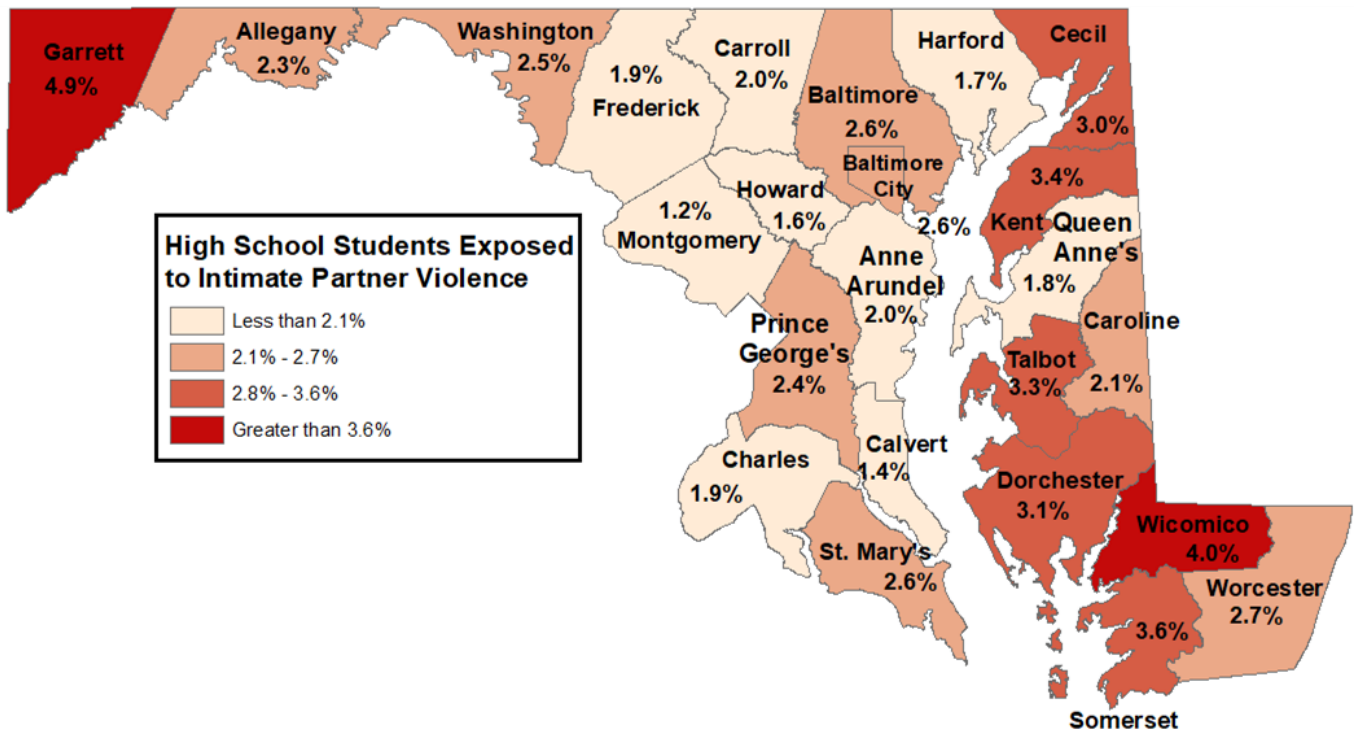 Garrett
4.9%
Allegany
2.3%
Washington
2.5%
1.9%
Frederick
Carroll
2.0%
Baltimore
2.6%
Baltimore
City
2.6%
Harford
1.7%
Cecil
3.0%
3.4%
Kent
Queen
Anne's
1.8%
Howard
1.6%
1.2%
Montgomery
Anne
Arundel
2.0%
Prince
George's
2.4%
Caroline
2.1%
Talbot
3.3%
Calvert
1.4%
Charles
1.9%
St. Mary's
2.6%
Dorchester
3.1%
Wicomico
4.0%
Worcester
2.7%
3.6%
Somerset
High School Students Exposed
to Intimate Partner Violence
Less than 2.1%
2.1% - 2.7%
2.8% - 3.6%
Greater than 3.6%